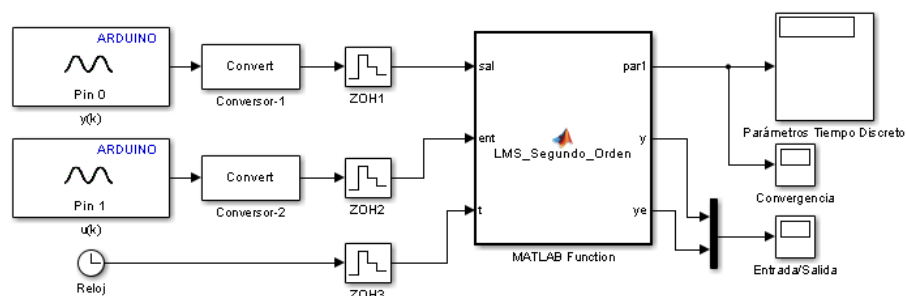 ARDUINO
Pin 0
y(k)
Convert
Conversor-1
ZOH1
ARDUINO
Pin 1
u(k)
Convert
Conversor-2
ZOH2
Reloj
ZOH3
sal
ent
t
LMS_Segundo_Orden
par1
y
ye
MATLAB Function
Parámetros Tiempo Discreto
Convergencia
Entrada/Salida